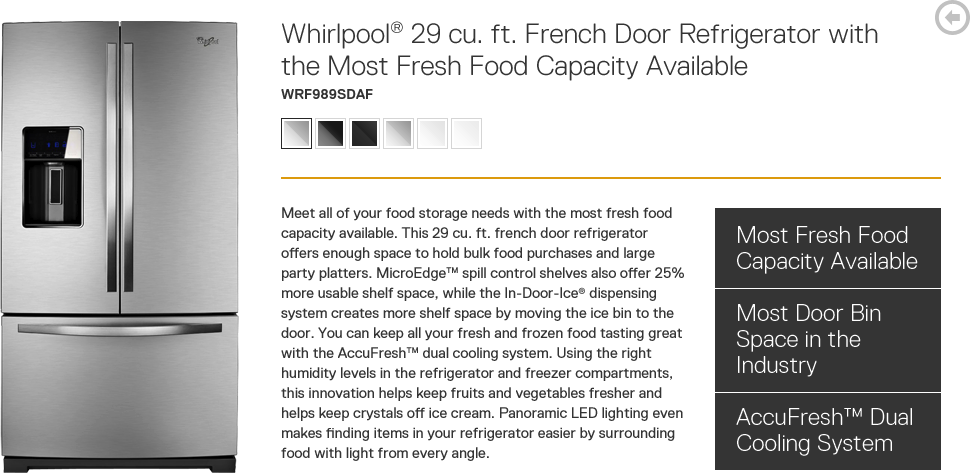 Whirlpool
Whirlpool® 29 cu. ft. French Door Refrigerator with
the Most Fresh Food Capacity Available
WRF989SDAF
Meet all of your food storage needs with the most fresh food
capacity available. This 29 cu. ft. french door refrigerator
offers enough space to hold bulk food purchases and large
party platters. MicroEdge™ spill control shelves also offer 25%
more usable shelf space, while the In-Door-Ice® dispensing
system creates more shelf space by moving the ice bin to the
door. You can keep all your fresh and frozen food tasting great
with the AccuFresh™ dual cooling system. Using the right
humidity levels in the refrigerator and freezer compartments,
this innovation helps keep fruits and vegetables fresher and
helps keep crystals off ice cream. Panoramic LED lighting even
makes finding items in your refrigerator easier by surrounding
food with light from every angle.
Most Fresh Food
Capacity Available
Most Door Bin
Space in the
Industry
AccuFresh™ Dual
Cooling System